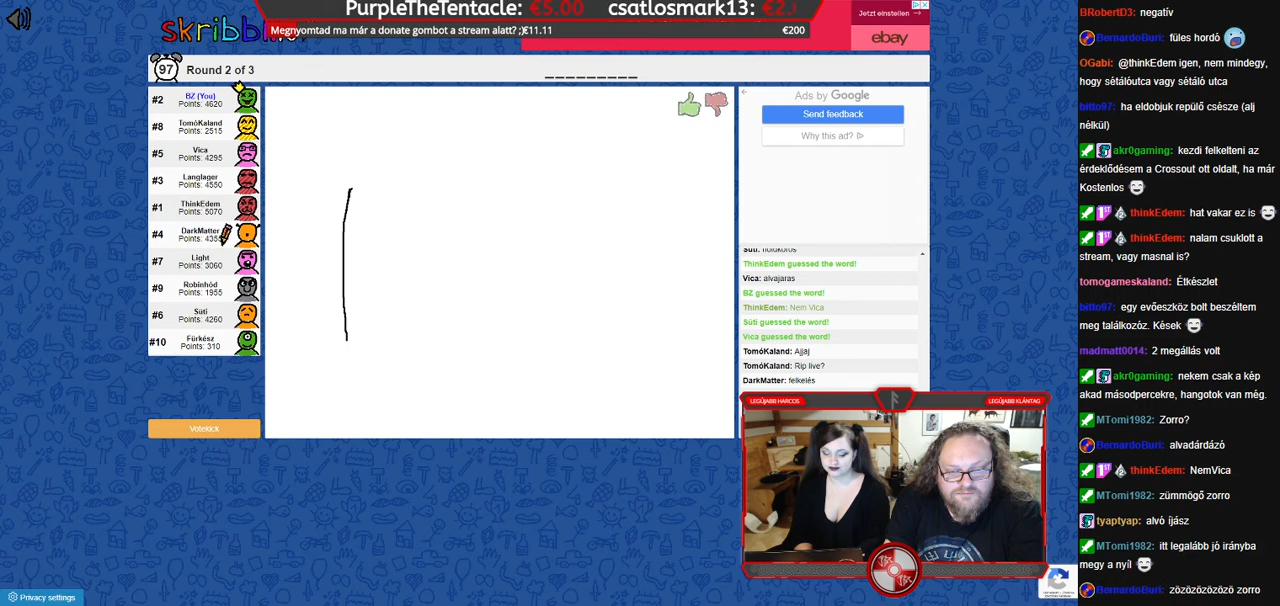 PurpleTheTentacle: €5.00 csatlosmark13: €2.
Megnyomtad ma már a donate gombot a stream alatt? ;)
€11.11
€200
skribbl
Jetzt einstellen →
ebay
97
Round 2 of 3
_________
#2 BZ (You)
Points: 4620
#8 TomóKaland
Points: 2515
#5 Vica
Points: 4295
#3 Langlager
Points: 4550
#1 ThinkEdem
Points: 5070
#4 DarkMatter
Points: 4355
#7 Light
Points: 3060
#9 Robinhód
Points: 1955
#6 Süti
Points: 4260
#10 Fürkész
Points: 310
Votekick
Ads by Google
Send feedback
Why this ad?
ThinkEdem guessed the word!
Vica: alvajaras
BZ guessed the word!
ThinkEdem: Nem Vica
Süti guessed the word!
Vica guessed the word!
TomóKaland: Ajjaj
TomóKaland: Rip live?
DarkMatter: felkelés
LEGÚJABB HARCOS
LEGÚJABB KLÁNTAG
BRobertD3: negatív
BernardoBuri: füles hordó
OGabi: @thinkEdem igen, nem mindegy,
hogy sétálóutca vagy sétáló utca
bitto97: ha eldobjuk repülő csésze (alj
nélkül)
akr0gaming: kezdi felkelteni az
érdeklődésem a Crossout ott oldalt, ha már
Kostenlos
thinkEdem: hat vakar ez is
thinkEdem: nalam csuklott a
stream, vagy masnal is?
tomogameskaland: Étkészlet
bitto97: egy evőeszköz bolt beszéltem
meg találkozóz. Kések
madmatt0014: 2 megállás volt
akr0gaming: nekem csak a kép
akad másodpercekre, hangotok van még.
MTomi1982: Zorro?
BernardoBuri: alvadárdázó
thinkEdem: NemVica
MTomi1982: zümmögő zorro
tyaptyap: alvó íjász
MTomi1982: itt legalább jó irányba
megy a nyíl
BernardoBuri: zözözözözözö zorro
Privacy settings